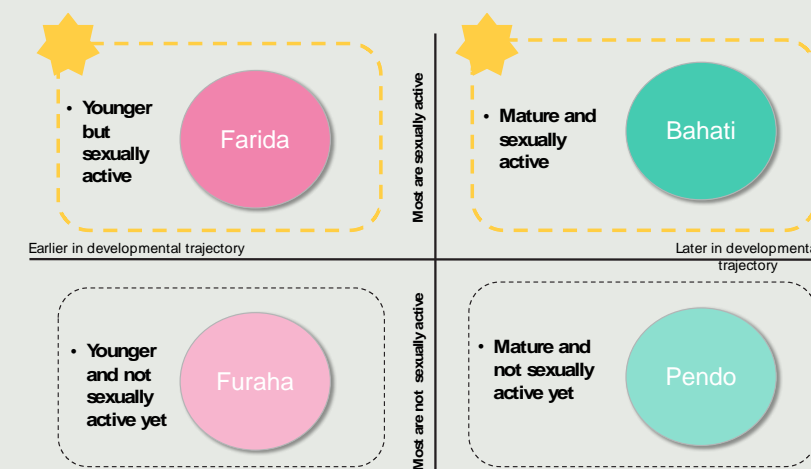 • Younger
but
sexually
active
Farida
Most are sexually active
• Mature and
sexually
active
Bahati
Earlier in developmental trajectory
Later in developmenta
trajectory
• Younger
and not
sexually
active yet
Furaha
Most are not sexually active
• Mature and
not sexually
active yet
Pendo